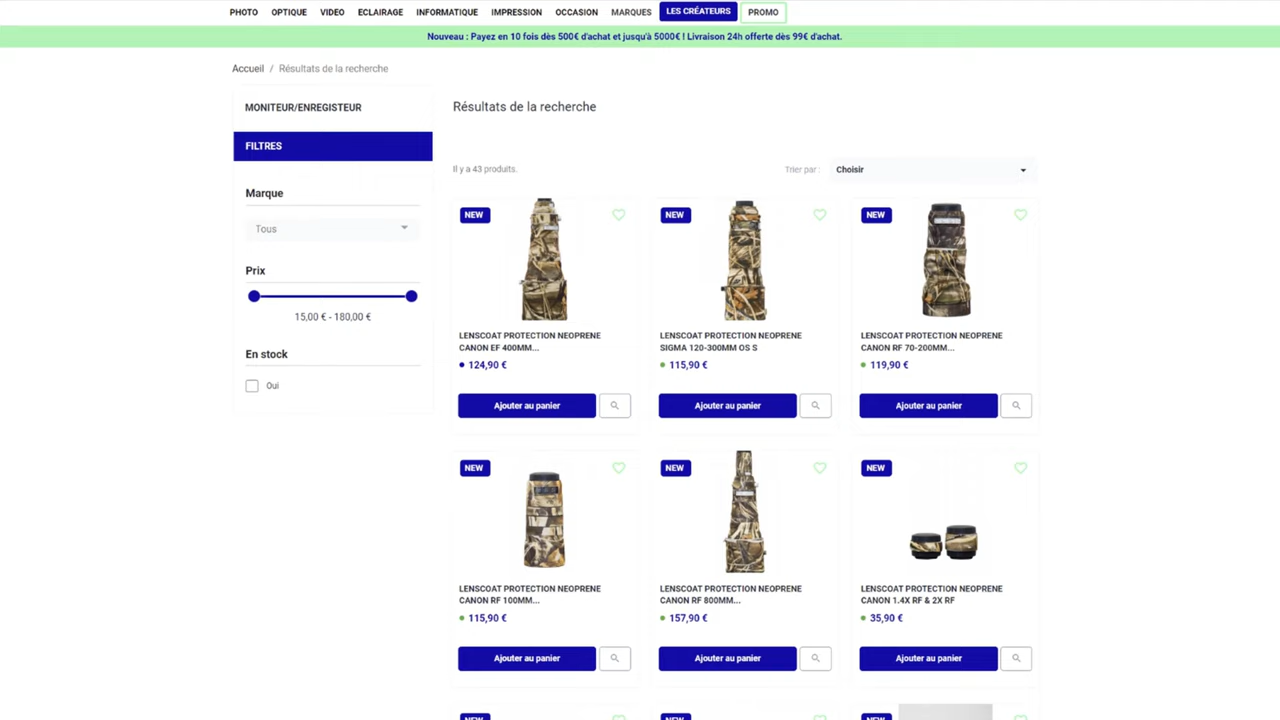 PHOTO OPTIQUE VIDEO ECLAIRAGE INFORMATIQUE IMPRESSION OCCASION MARQUES LES CRÉATEURS PROMO
Nouveau : Payez en 10 fois dès 500€ d'achat et jusqu'à 5000€ ! Livraison 24h offerte dès 99€ d'achat.
Accueil / Résultats de la recherche
MONITEUR/ENREGISTEUR
FILTRES
Marque
Tous
Prix
15,00 € - 180,00 €
En stock
Oui
Résultats de la recherche
Il y a 43 produits.
Trier par : Choisir
NEW
LENSCOAT PROTECTION NEOPRENE
CANON EF 400MM...
124,90 €
Ajouter au panier
NEW
LENSCOAT PROTECTION NEOPRENE
SIGMA 120-300MM OS S
115,90 €
Ajouter au panier
NEW
LENSCOAT PROTECTION NEOPRENE
CANON RF 70-200MM...
119,90 €
Ajouter au panier
NEW
LENSCOAT PROTECTION NEOPRENE
CANON RF 100MM...
115,90 €
Ajouter au panier
NEW
LENSCOAT PROTECTION NEOPRENE
CANON RF 800MM...
157,90 €
Ajouter au panier
NEW
LENSCOAT PROTECTION NEOPRENE
CANON 1.4X RF & 2X RF
35,90 €
Ajouter au panier
NEW
NEW
NEW